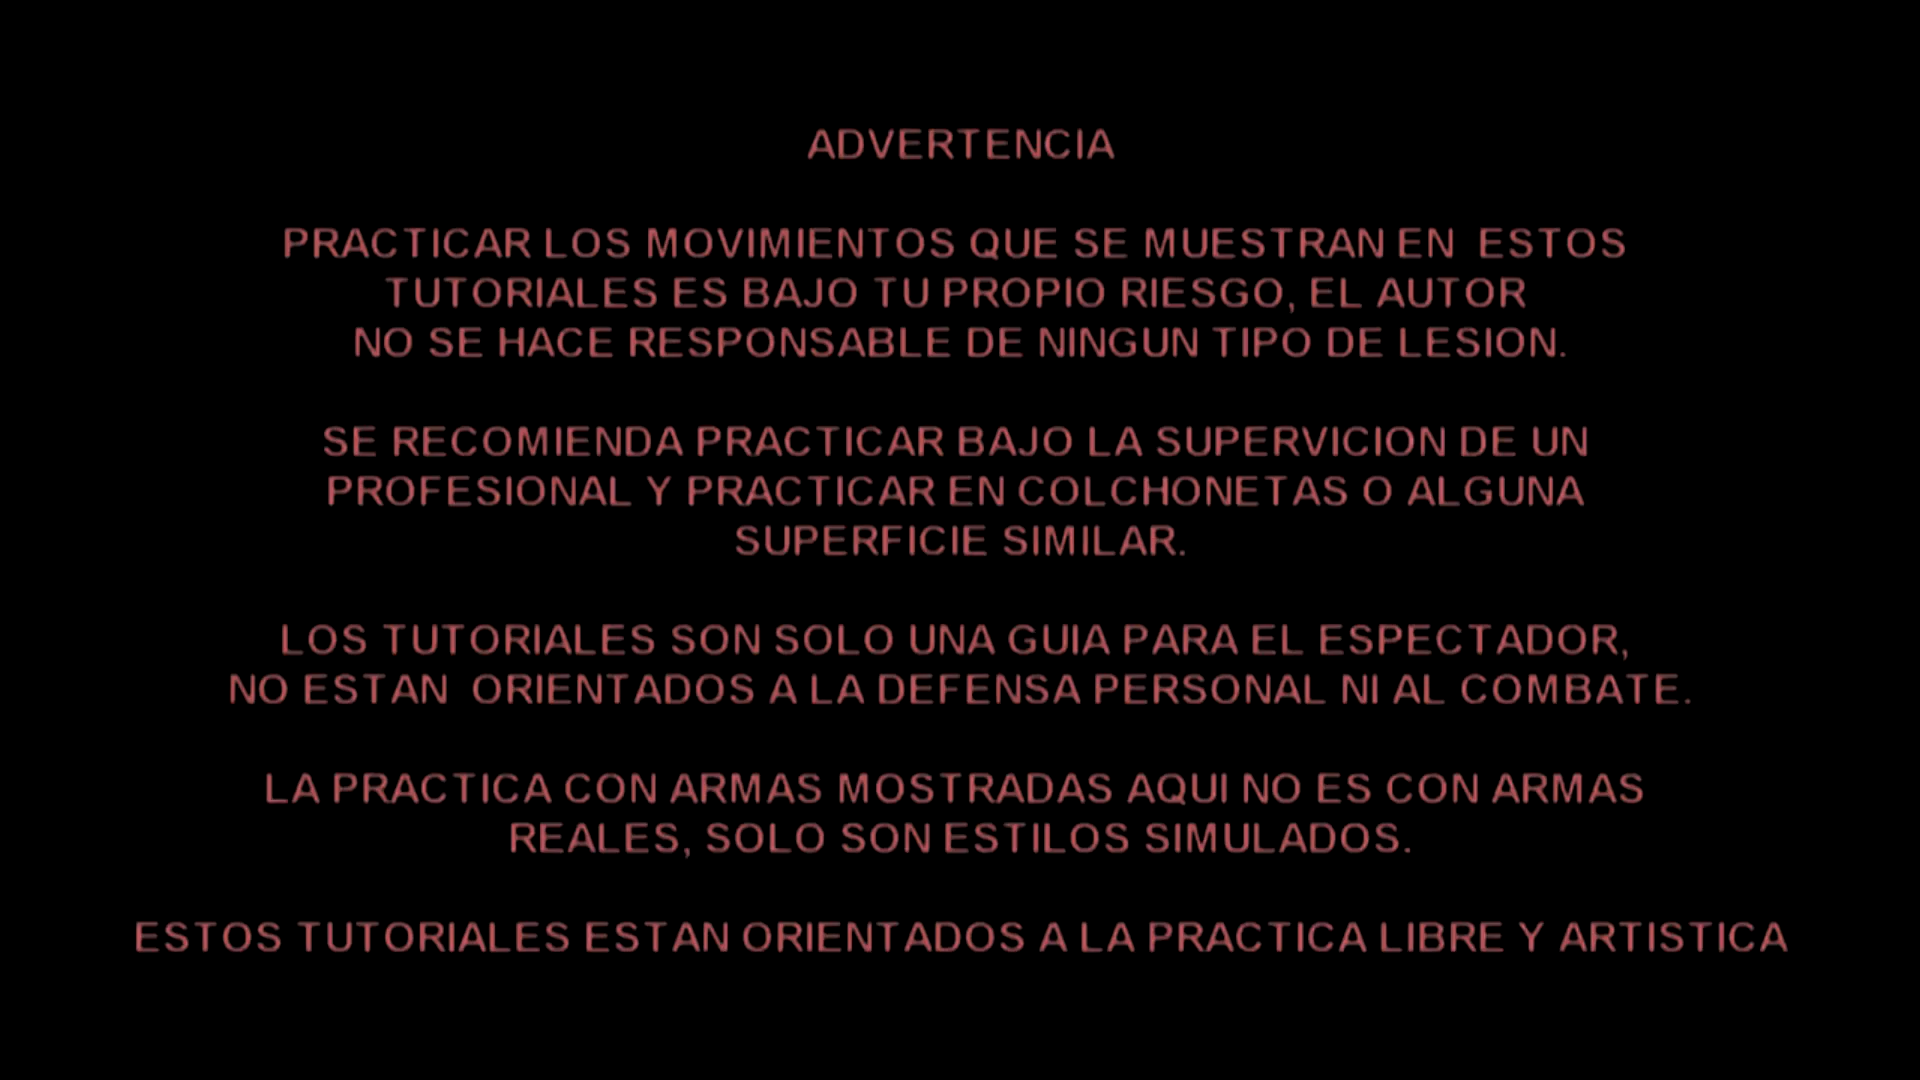 ADVERTENCIA
PRACTICAR LOS MOVIMIENTOS QUE SE MUESTRAN EN ESTOS
TUTORIALES ES BAJO TU PROPIO RIESGO, EL AUTOR
NO SE HACE RESPONSABLE DE NINGUN TIPO DE LESION.
SE RECOMIENDA PRACTICAR BAJO LA SUPERVICION DE UN
PROFESIONAL Y PRACTICAR EN COLCHONETAS O ALGUNA
SUPERFICIE SIMILAR.
LOS TUTORIALES SON SOLO UNA GUIA PARA EL ESPECTADOR,
NO ESTAN ORIENTADOS A LA DEFENSA PERSONAL NI AL COMBATE.
LA PRACTICA CON ARMAS MOSTRADAS AQUI NO ES CON ARMAS
REALES, SOLO SON ESTILOS SIMULADOS.
ESTOS TUTORIALES ESTAN ORIENTADOS A LA PRACTICA LIBRE Y ARTISTICA